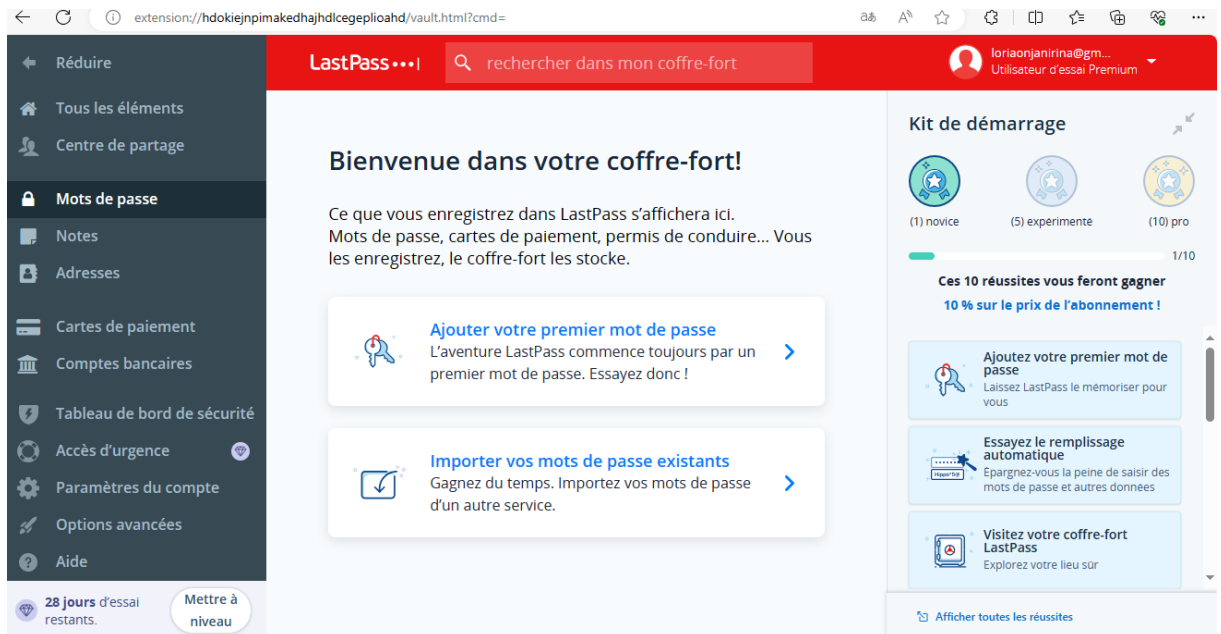 extension://hdokiejnpimakedhajhdlcegeplioahd/vault.html?cmd=
Réduire
Tous les éléments
Centre de partage
Mots de passe
Notes
Adresses
Cartes de paiement
Comptes bancaires
Tableau de bord de sécurité
Accès d'urgence
Paramètres du compte
Options avancées
Aide
28 jours d'essai
restants.
Mettre à
niveau
LastPass
rechercher dans mon coffre-fort
loriaonjanirina@gm...
Utilisateur d'essai Premium
Bienvenue dans votre coffre-fort!
Ce que vous enregistrez dans LastPass s'affichera ici.
Mots de passe, cartes de paiement, permis de conduire... Vous
les enregistrez, le coffre-fort les stocke.
Ajouter votre premier mot de passe
L'aventure LastPass commence toujours par un
premier mot de passe. Essayez donc !
Importer vos mots de passe existants
Gagnez du temps. Importez vos mots de passe
d'un autre service.
Kit de démarrage
(1) novice (5) expérimenté (10) pro
1/10
Ces 10 réussites vous feront gagner
10 % sur le prix de l'abonnement !
Ajoutez votre premier mot de
passe
Laissez LastPass le mémoriser pour
vous
Essayez le remplissage
automatique
Épargnez-vous la peine de saisir des
mots de passe et autres données
Visitez votre coffre-fort
LastPass
Explorez votre lieu sûr
Afficher toutes les réussites